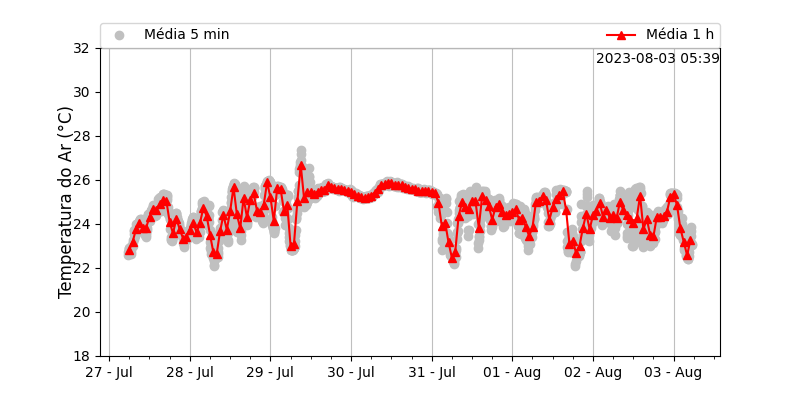 Média 5 min
Média 1 h
2023-08-03 05:39
Temperatura do Ar (°C)
32
30
28
26
24
22
20
18
27 - Jul
28 - Jul
29 - Jul
30 - Jul
31 - Jul
01 - Aug
02 - Aug
03 - Aug